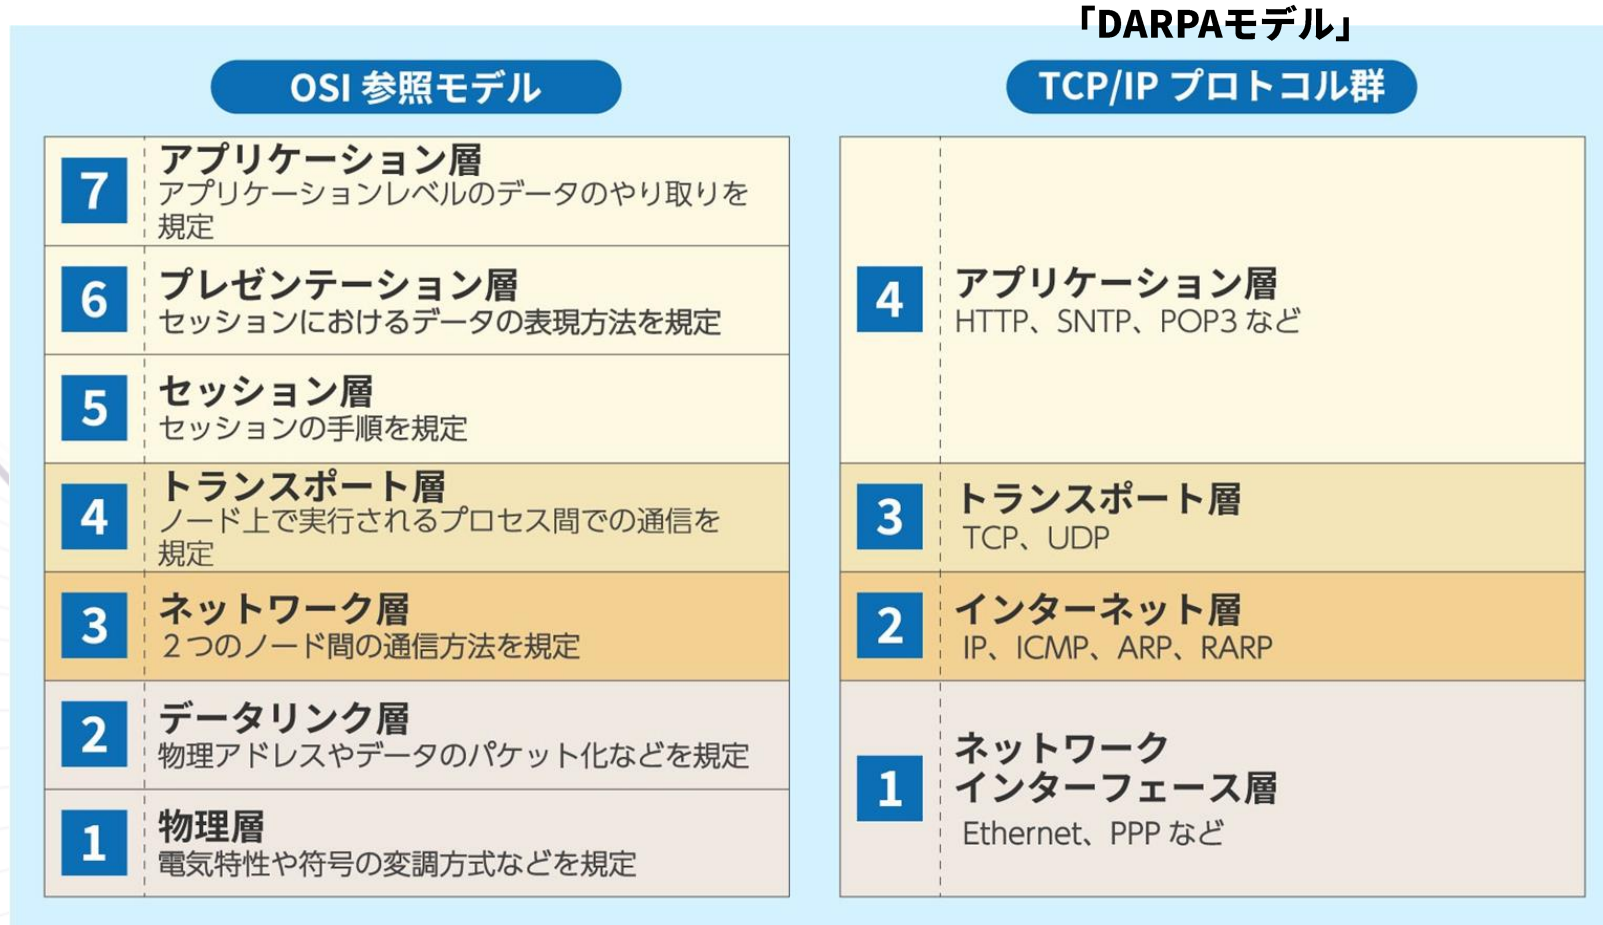 「DARPAモデル」
OSI 参照モデル
7
アプリケーション層
アプリケーションレベルのデータのやり取りを
規定
6
プレゼンテーション層
セッションにおけるデータの表現方法を規定
5
セッション層
セッションの手順を規定
4
トランスポート層
ノード上で実行されるプロセス間での通信を
規定
3
ネットワーク層
２つのノード間の通信方法を規定
2
データリンク層
物理アドレスやデータのパケット化などを規定
1
物理層
電気特性や符号の変調方式などを規定
TCP/IP プロトコル群
4
アプリケーション層
HTTP、SNTP、POP3 など
3
トランスポート層
TCP、UDP
2
インターネット層
IP、ICMP、ARP、RARP
1
ネットワーク
インターフェース層
Ethernet、PPP など